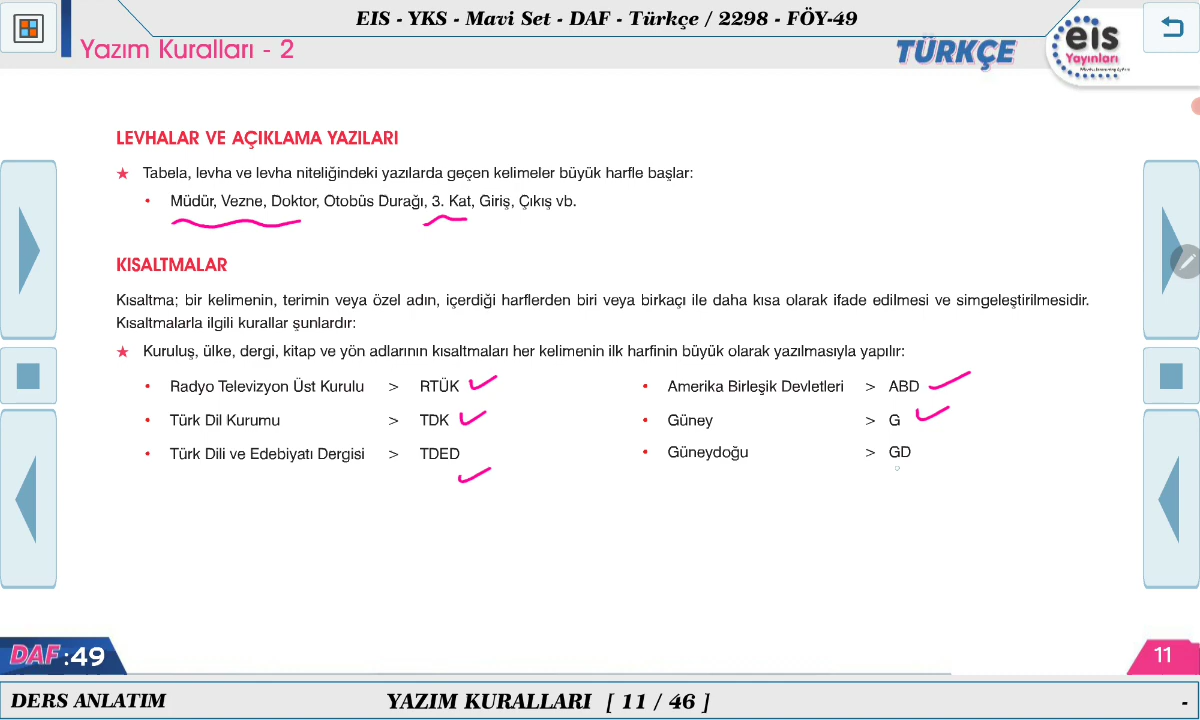 EIS - YKS - Mavi Set - DAF - Türkçe / 2298 - FÖY-49
Yazım Kuralları - 2
TÜRKÇE
eis
Yayınları
LEVHALAR VE AÇIKLAMA YAZILARI
★ Tabela, levha ve levha niteliğindeki yazılarda geçen kelimeler büyük harfle başlar:
• Müdür, Vezne, Doktor, Otobüs Durağı, 3. Kat, Giriş, Çıkış vb.
KISALTMALAR
Kısaltma; bir kelimenin, terimin veya özel adın, içerdiği harflerden biri veya birkaçı ile daha kısa olarak ifade edilmesi ve simgeleştirilmesidir.
Kısaltmalarla ilgili kurallar şunlardır:
★ Kuruluş, ülke, dergi, kitap ve yön adlarının kısaltmaları her kelimenin ilk harfinin büyük olarak yazılmasıyla yapılır:
• Radyo Televizyon Üst Kurulu > RTÜK
• Türk Dil Kurumu > TDK
• Türk Dili ve Edebiyatı Dergisi > TDED
• Amerika Birleşik Devletleri > ABD
• Güney > G
• Güneydoğu > GD
DAF :49
11
DERS ANLATIM
YAZIM KURALLARI [ 11 / 46 ]
-